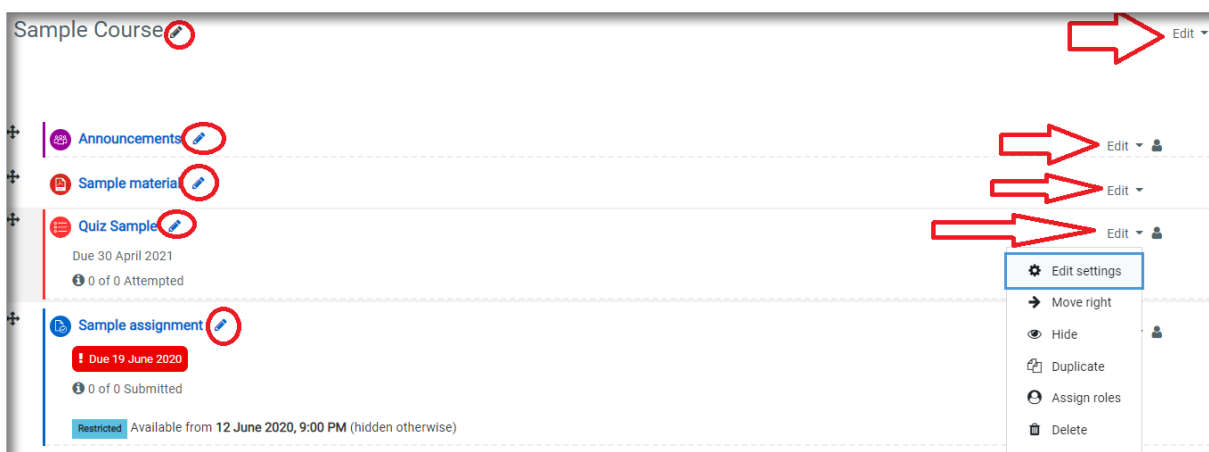 Sample Course
Edit
Announcements
Edit
Sample material
Edit
Quiz Sample
Edit
Due 30 April 2021
0 of 0 Attempted
Edit settings
Move right
Sample assignment
Hide
! Due 19 June 2020
Duplicate
0 of 0 Submitted
Assign roles
Restricted Available from 12 June 2020, 9:00 PM (hidden otherwise)
Delete